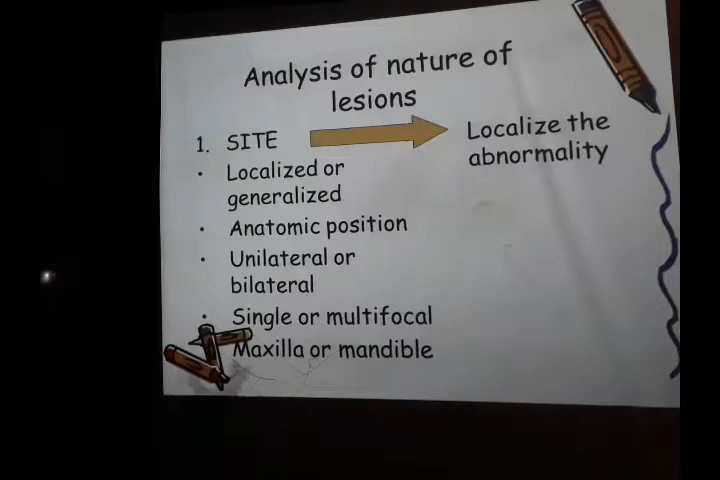 Analysis of nature of
lesions
1. SITE
Localize the
abnormality
• Localized or
generalized
• Anatomic position
• Unilateral or
bilateral
• Single or multifocal
Maxilla or mandible